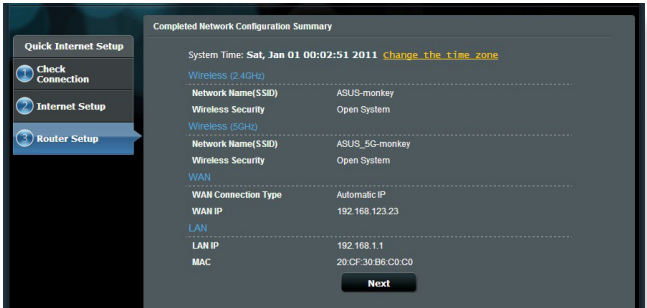 Completed Network Configuration Summary
Quick Internet Setup
1 Check Connection
2 Internet Setup
3 Router Setup
System Time: Sat, Jan 01 00:02:51 2011 Change the time zone
Wireless (2.4GHz)
Network Name(SSID) ASUS-monkey
Wireless Security Open System
Wireless (5GHz)
Network Name(SSID) ASUS_5G-monkey
Wireless Security Open System
WAN
WAN Connection Type Automatic IP
WAN IP 192.168.123.23
LAN
LAN IP 192.168.1.1
MAC 20:CF:30:B6:C0:C0
Next